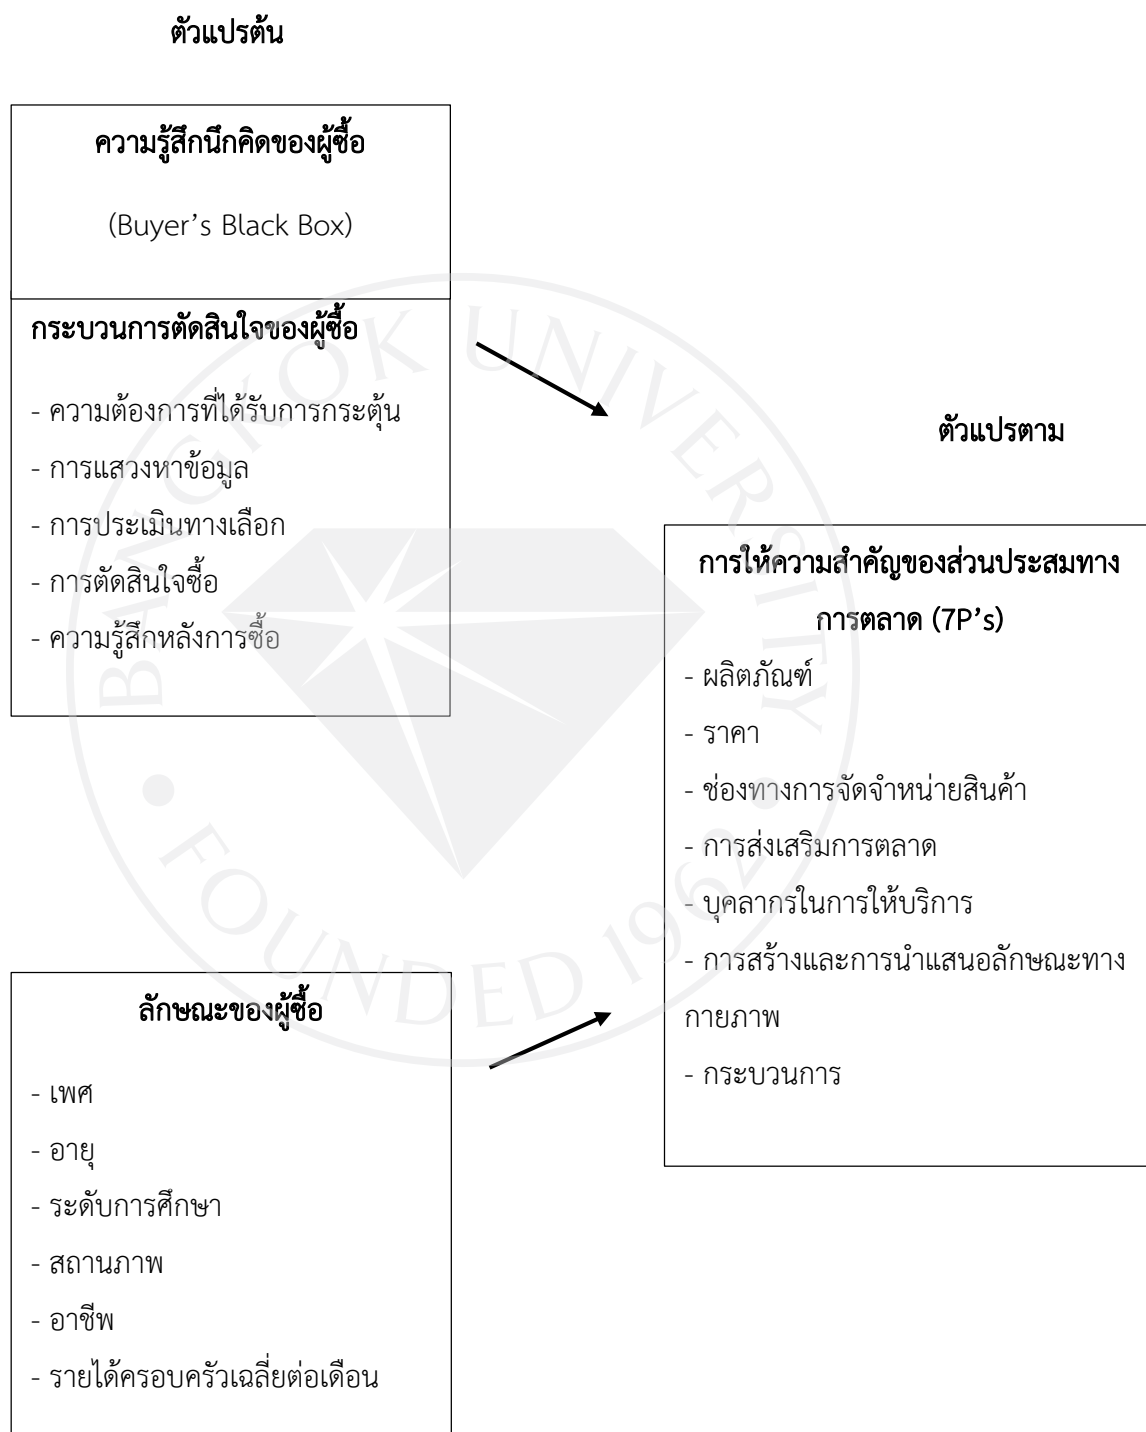 ตัวแปรต้น
ความรู้สึกนึกคิดของผู้ซื้อ
(Buyer’s Black Box)
กระบวนการตัดสินใจของผู้ซื้อ
- ความต้องการที่ได้รับการกระตุ้น
- การแสวงหาข้อมูล
- การประเมินทางเลือก
- การตัดสินใจซื้อ
- ความรู้สึกหลังการซื้อ
ตัวแปรตาม
การให้ความสำคัญของส่วนประสมทาง
การตลาด (7P’s)
- ผลิตภัณฑ์
- ราคา
- ช่องทางการจัดจำหน่ายสินค้า
- การส่งเสริมการตลาด
- บุคลากรในการให้บริการ
- การสร้างและการนำแสนอลักษณะทาง
กายภาพ
- กระบวนการ
ลักษณะของผู้ซื้อ
- เพศ
- อายุ
- ระดับการศึกษา
- สถานภาพ
- อาชีพ
- รายได้ครอบครัวเฉลี่ยต่อเดือน
BANGKOK UNIVERSITY
FOUNDED 1962